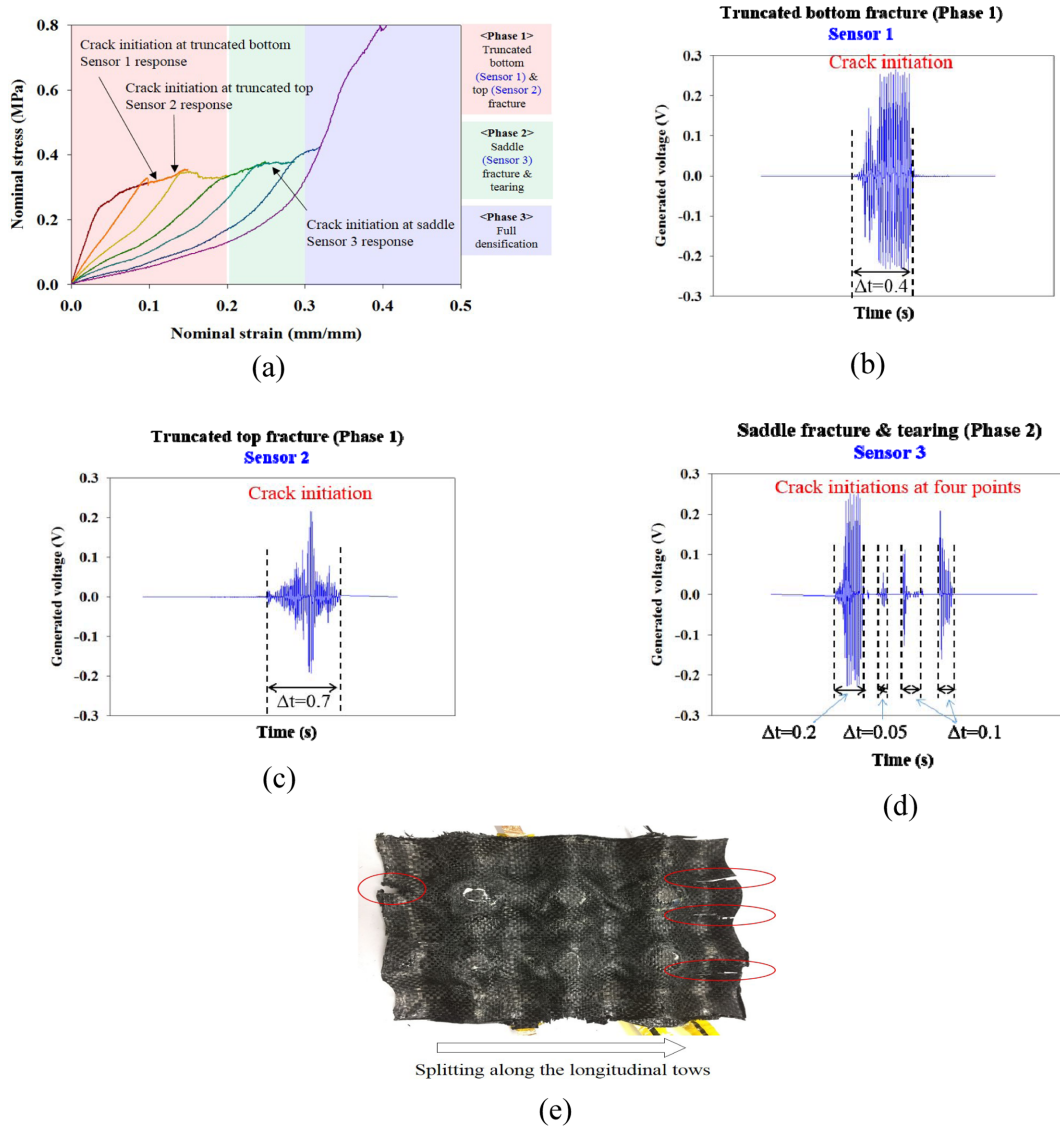 0.8
0.6
0.4
0.2
0.0
Nominal stress (MPa)
Crack initiation at truncated bottom
Sensor 1 response
Crack initiation at truncated top
Sensor 2 response
Crack initiation at saddle
Sensor 3 response
0.0 0.1 0.2 0.3 0.4 0.5
Nominal strain (mm/mm)
<Phase 1>
Truncated
bottom
(Sensor 1) &
top (Sensor 2)
fracture
<Phase 2>
Saddle
(Sensor 3)
fracture &
tearing
<Phase 3>
Full
densification
(a)
Truncated bottom fracture (Phase 1)
Sensor 1
Crack initiation
0.3
0.2
0.1
0.0
-0.1
-0.2
-0.3
Generated voltage (V)
Δt=0.4
Time (s)
(b)
Truncated top fracture (Phase 1)
Sensor 2
Crack initiation
0.3
0.2
0.1
0.0
-0.1
-0.2
-0.3
Generated voltage (V)
Δt=0.7
Time (s)
(c)
Saddle fracture & tearing (Phase 2)
Sensor 3
Crack initiations at four points
0.3
0.2
0.1
0.0
-0.1
-0.2
-0.3
Generated voltage (V)
Δt=0.2 Δt=0.05 Δt=0.1
Time (s)
(d)
Splitting along the longitudinal tows
(e)